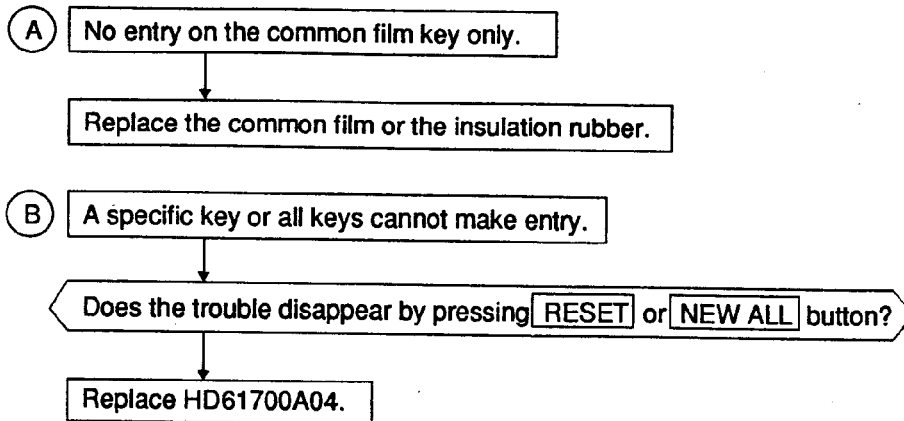 A No entry on the common film key only.
Replace the common film or the insulation rubber.
B A specific key or all keys cannot make entry.
Does the trouble disappear by pressing RESET or NEW ALL button?
Replace HD61700A04.